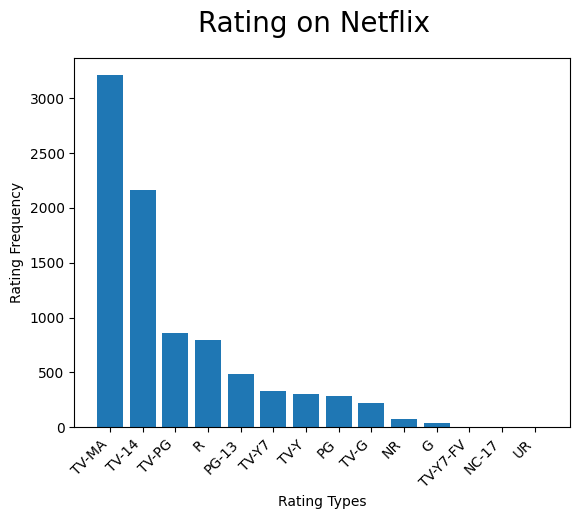 Rating on Netflix
3000
2500
2000
1500
1000
500
0
Rating Frequency
TV-MA
TV-14
TV-PG
R
PG-13
TV-Y7
TV-Y
PG
TV-G
NR
G
TV-Y7-FV
NC-17
UR
Rating Types